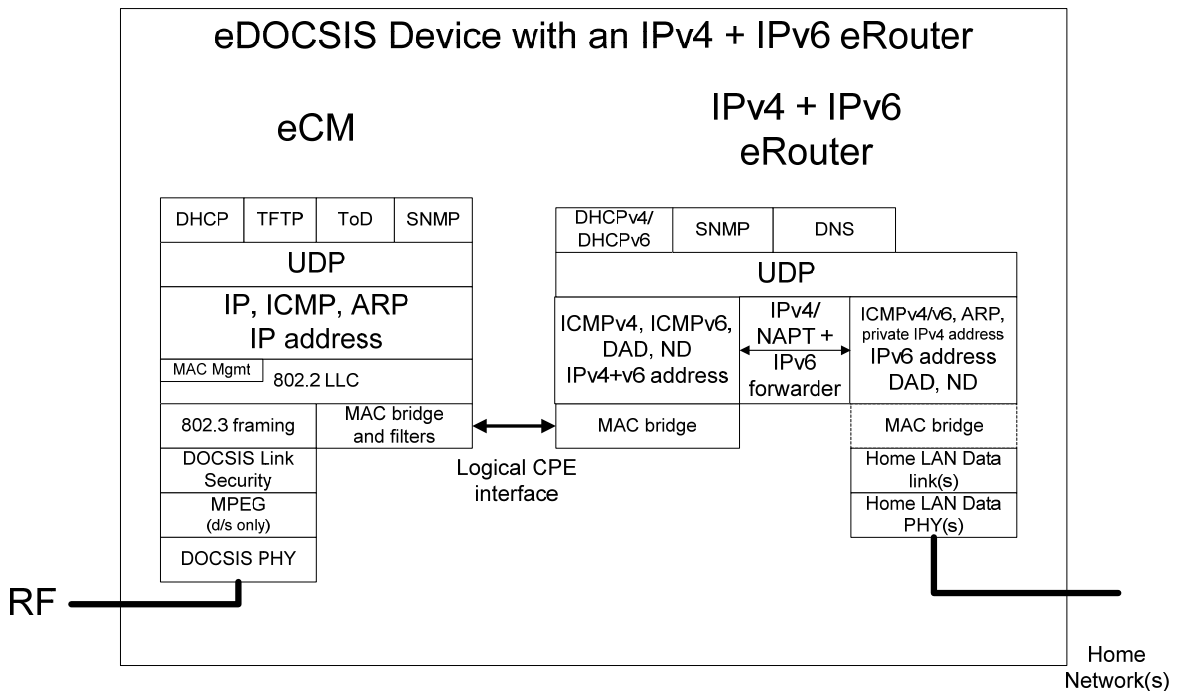 eDOCSIS Device with an IPv4 + IPv6 eRouter
eCM
IPv4 + IPv6
eRouter
DHCP
TFTP
ToD
SNMP
UDP
IP, ICMP, ARP
IP address
MAC Mgmt
802.2 LLC
802.3 framing
MAC bridge
and filters
DOCSIS Link
Security
MPEG
(d/s only)
DOCSIS PHY
RF
Logical CPE
interface
DHCPv4/
DHCPv6
SNMP
DNS
UDP
ICMPv4, ICMPv6,
DAD, ND
IPv4+v6 address
IPv4/
NAPT +
IPv6
forwarder
ICMPv4/v6, ARP,
private IPv4 address
IPv6 address
DAD, ND
MAC bridge
MAC bridge
Home LAN Data
link(s)
Home LAN Data
PHY(s)
Home
Network(s)